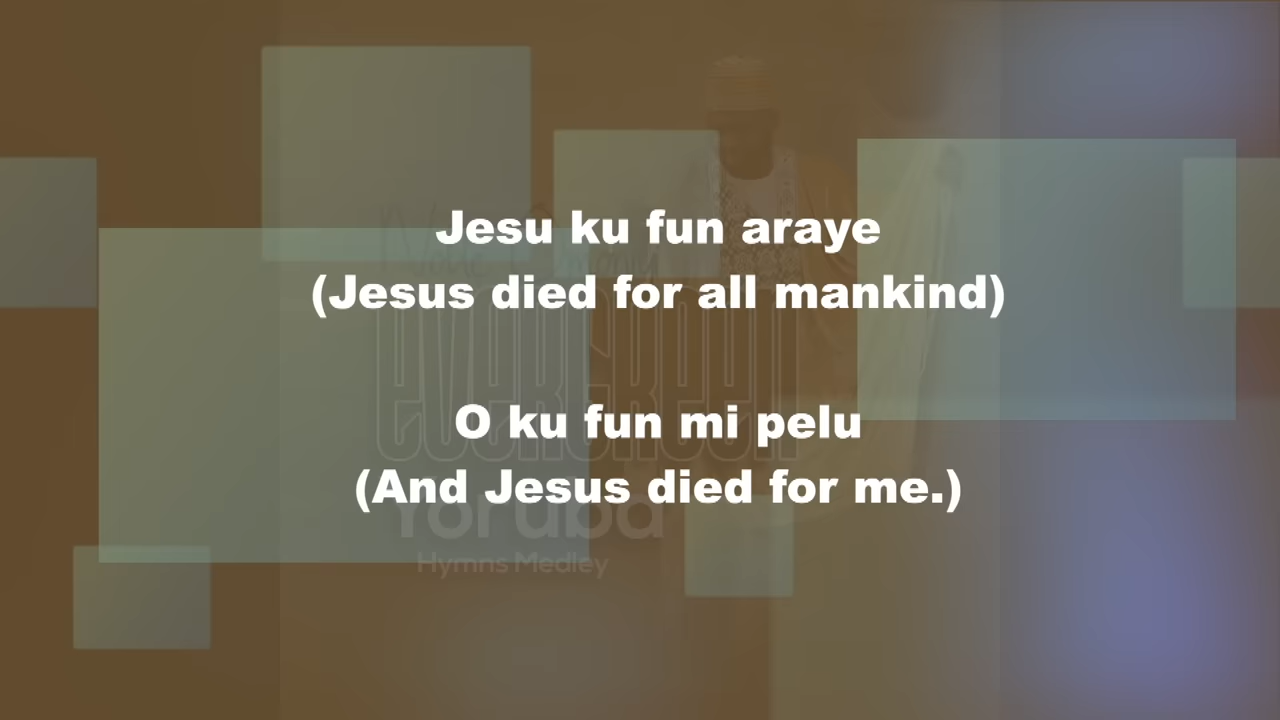 Jesu ku fun araye
(Jesus died for all mankind)
O ku fun mi pelu
(And Jesus died for me.)
EVERGREEN
Yoruba
Hymns Medley